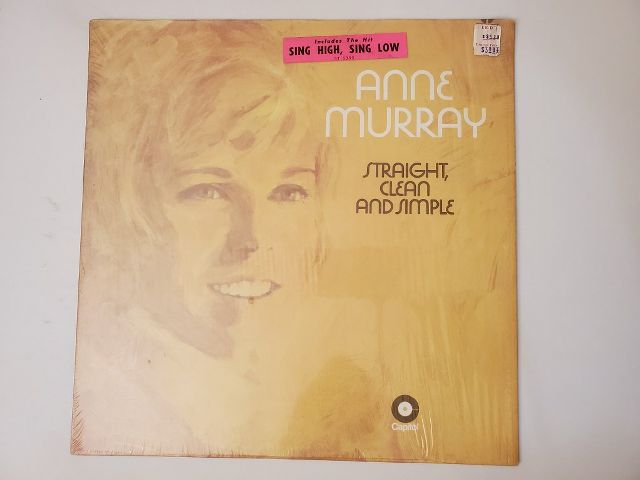 Includes The Hit
SING HIGH, SING LOW
ANNE
MURRAY
STRAIGHT,
CLEAN
AND SIMPLE
Capitol